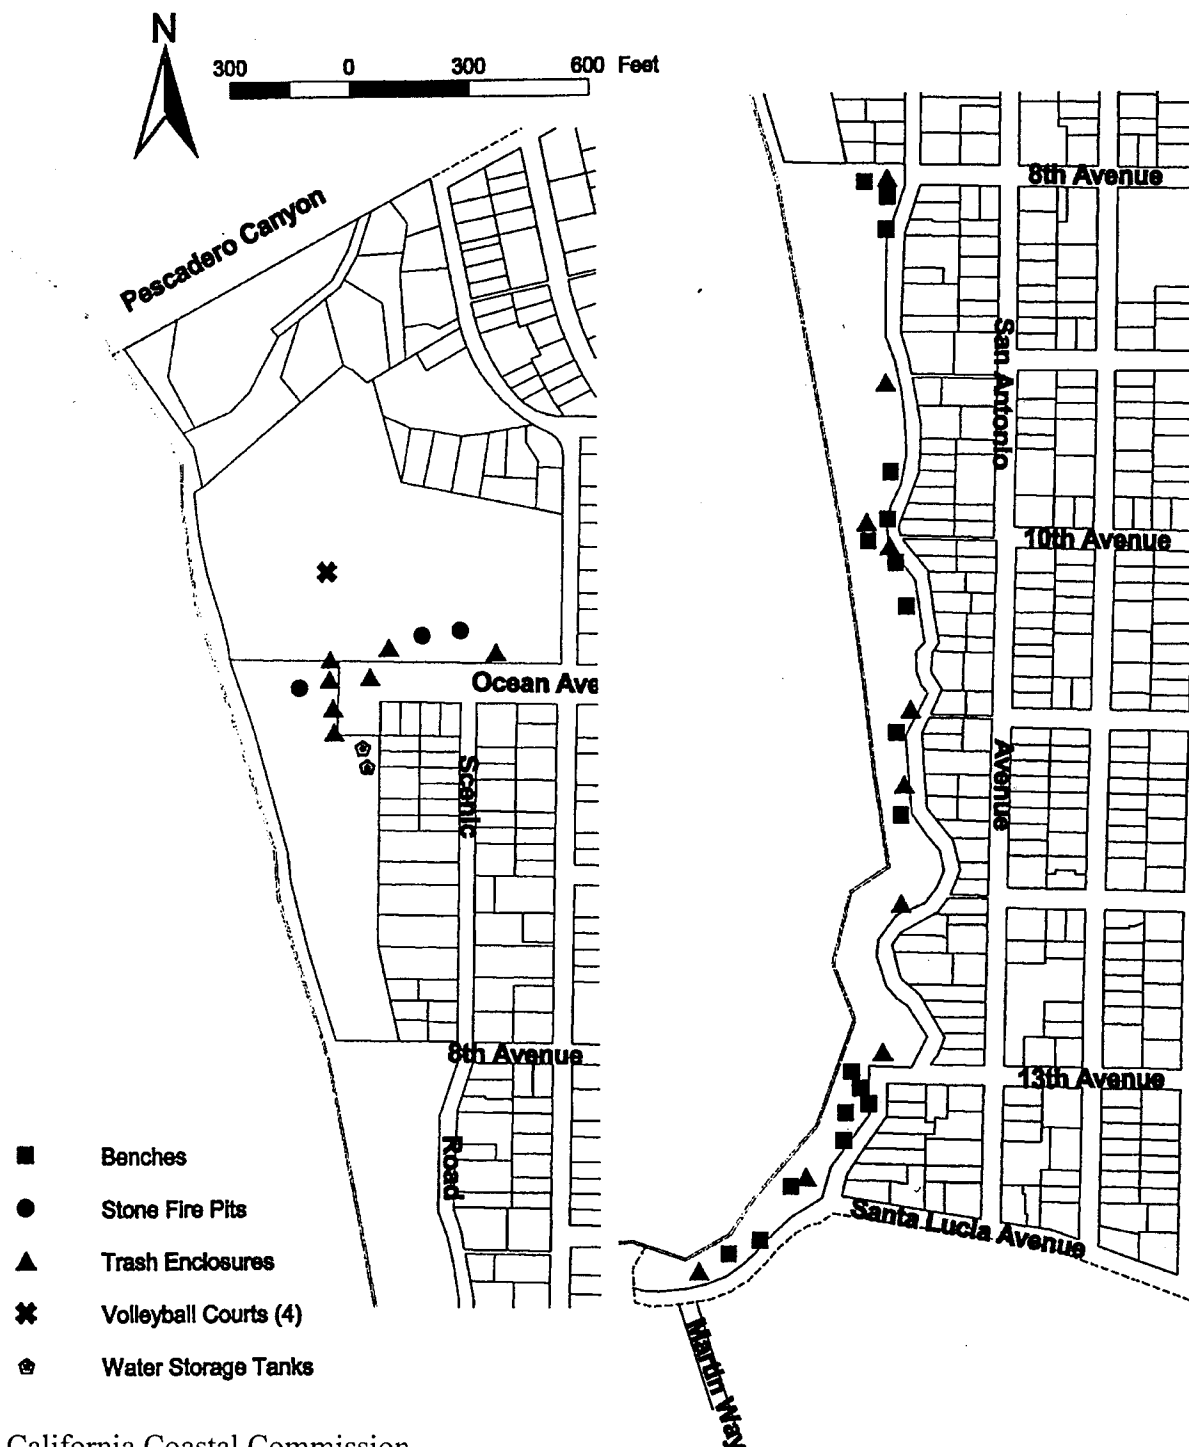 N
300 0 300 600 Feet
Pescadero Canyon
8th Avenue
San Antonio
10th Avenue
Ocean Ave
Scenic
Avenue
8th Avenue
13th Avenue
Road
Santa Lucia Avenue
Martin Way
Benches
Stone Fire Pits
Trash Enclosures
Volleyball Courts (4)
Water Storage Tanks
California Coastal Commission